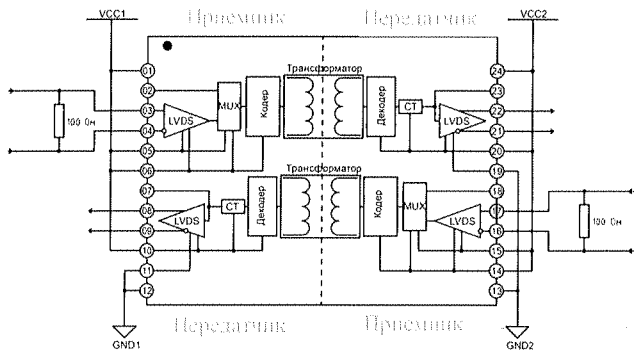 VCC1 Приемник Передатчик VCC2
01 24
02 Трансформатор 23
03 LVDS MUX Кодер Декодер СТ LVDS 22
100 Ом
04 21
05 20
06 Трансформатор 19
07 18
08 LVDS СТ Декодер Кодер MUX LVDS 17
100 Ом
09 16
10 15
11 14
12 13
GND1 Передатчик Приемник GND2